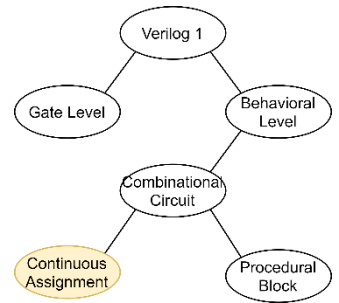 Verilog 1
Gate Level
Behavioral
Level
Combinational
Circuit
Continuous
Assignment
Procedural
Block